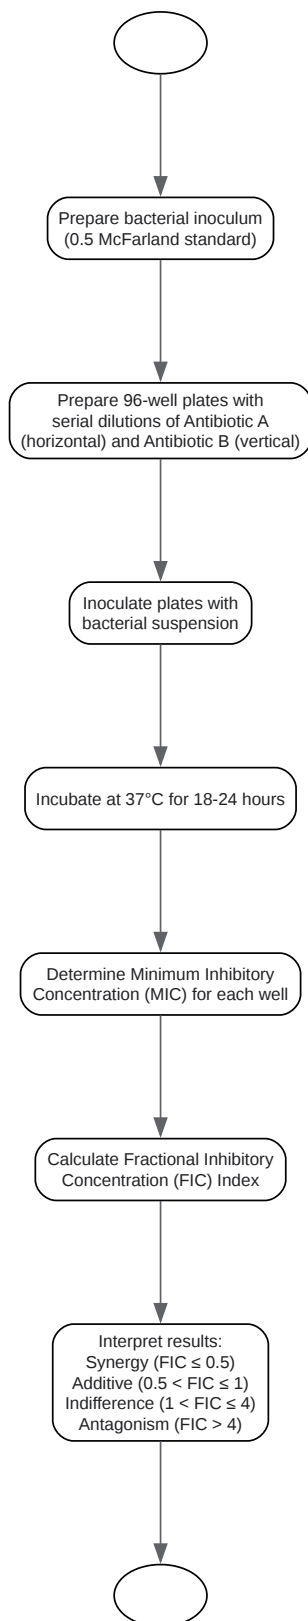 Prepare bacterial inoculum
(0.5 McFarland standard)
Prepare 96-well plates with
serial dilutions of Antibiotic A
(horizontal) and Antibiotic B (vertical)
Inoculate plates with
bacterial suspension
Incubate at 37°C for 18-24 hours
Determine Minimum Inhibitory
Concentration (MIC) for each well
Calculate Fractional Inhibitory
Concentration (FIC) Index
Interpret results:
Synergy (FIC ≤ 0.5)
Additive (0.5 < FIC ≤ 1)
Indifference (1 < FIC ≤ 4)
Antagonism (FIC > 4)